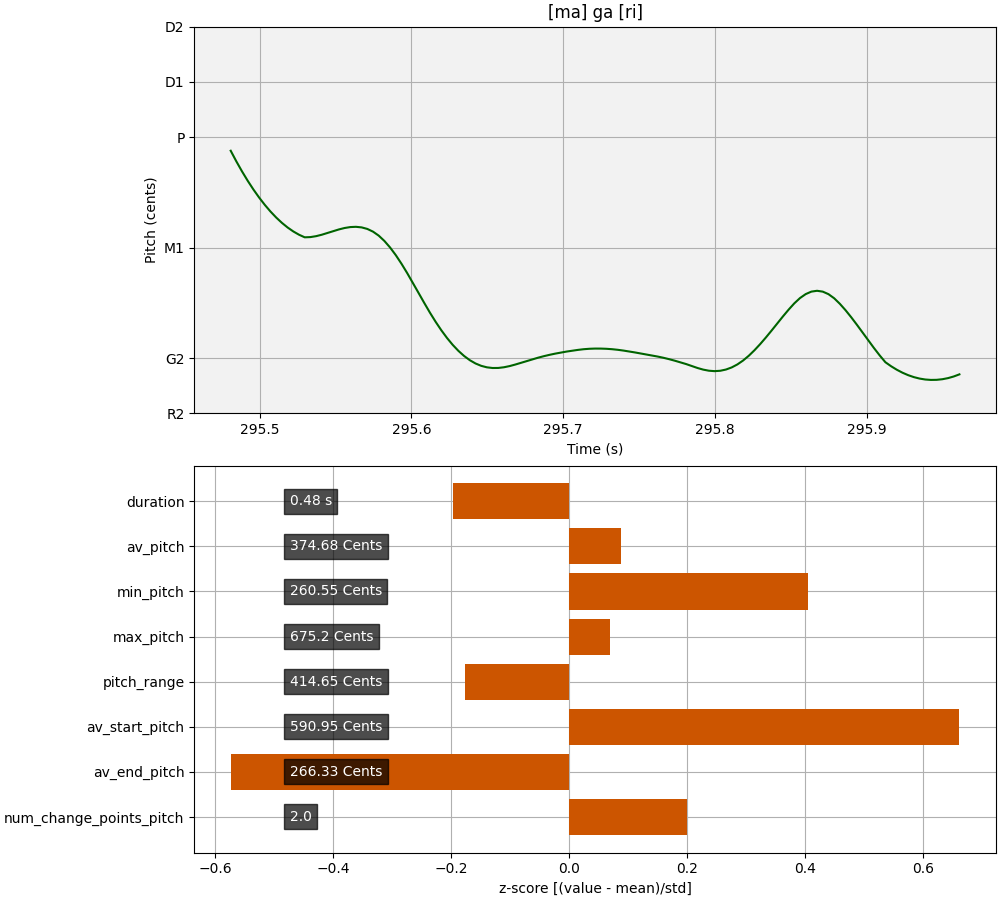 [ma] ga [ri]
D2
D1
P
M1
G2
R2
Pitch (cents)
295.5 295.6 295.7 295.8 295.9
Time (s)
duration 0.48 s
av_pitch 374.68 Cents
min_pitch 260.55 Cents
max_pitch 675.2 Cents
pitch_range 414.65 Cents
av_start_pitch 590.95 Cents
av_end_pitch 266.33 Cents
num_change_points_pitch 2.0
−0.6 −0.4 −0.2 0.0 0.2 0.4 0.6
z-score [(value - mean)/std]